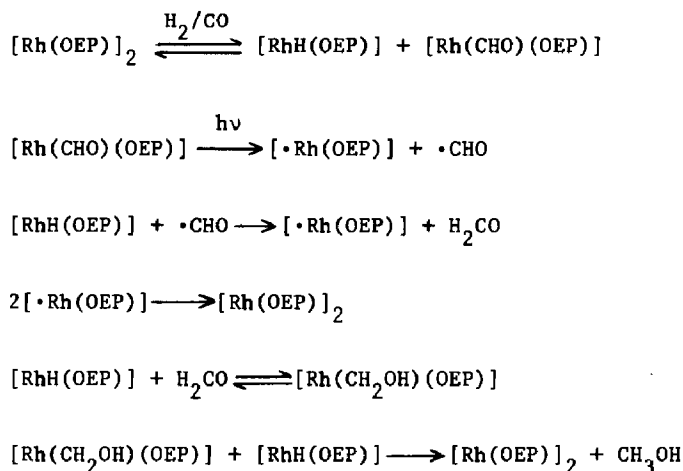 H₂/CO
[Rh(OEP)]₂ ⇌ [RhH(OEP)] + [Rh(CHO)(OEP)]
hν
[Rh(CHO)(OEP)] ⟶ [·Rh(OEP)] + ·CHO
[RhH(OEP)] + ·CHO ⟶ [·Rh(OEP)] + H₂CO
2[·Rh(OEP)] ⟶ [Rh(OEP)]₂
[RhH(OEP)] + H₂CO ⇌ [Rh(CH₂OH)(OEP)]
[Rh(CH₂OH)(OEP)] + [RhH(OEP)] ⟶ [Rh(OEP)]₂ + CH₃OH